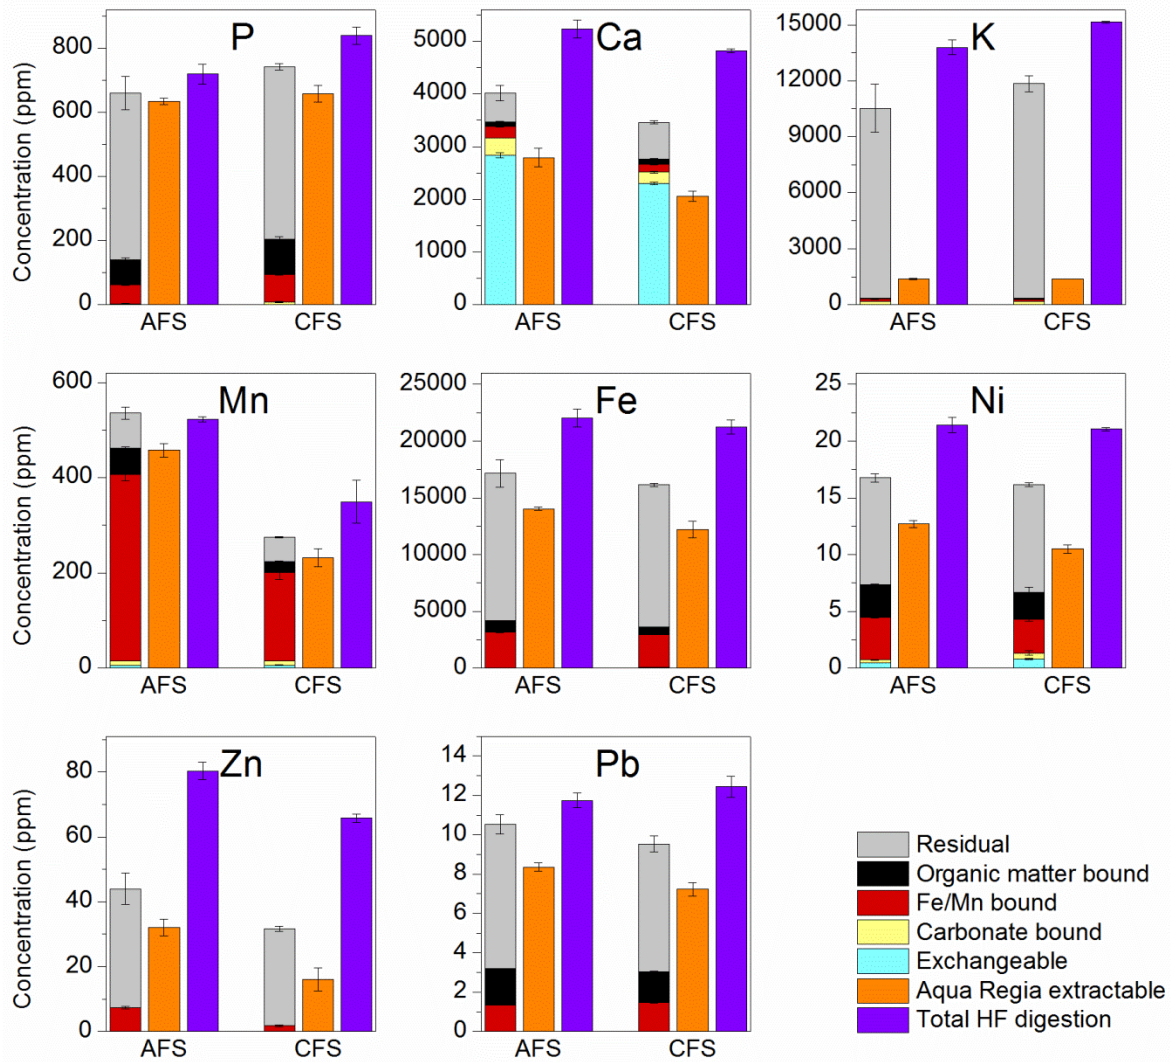 P
Ca
K
Concentration (ppm)
800
600
400
200
0
5000
4000
3000
2000
1000
0
15000
12000
9000
6000
3000
0
AFS
CFS
AFS
CFS
AFS
CFS
Mn
Fe
Ni
Concentration (ppm)
600
400
200
0
25000
20000
15000
10000
5000
0
25
20
15
10
5
0
AFS
CFS
AFS
CFS
AFS
CFS
Zn
Pb
Concentration (ppm)
80
60
40
20
0
14
12
10
8
6
4
2
0
AFS
CFS
AFS
CFS
Residual
Organic matter bound
Fe/Mn bound
Carbonate bound
Exchangeable
Aqua Regia extractable
Total HF digestion